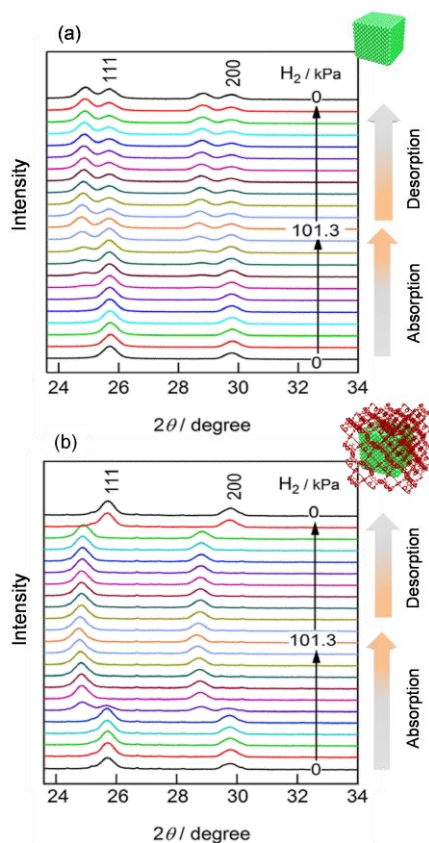 (a)
111
200
H2 / kPa
0
101.3
0
Intensity
Desorption
Absorption
24 26 28 30 32 34
2θ / degree
(b)
111
200
H2 / kPa
0
101.3
0
Intensity
Desorption
Absorption
24 26 28 30 32 34
2θ / degree